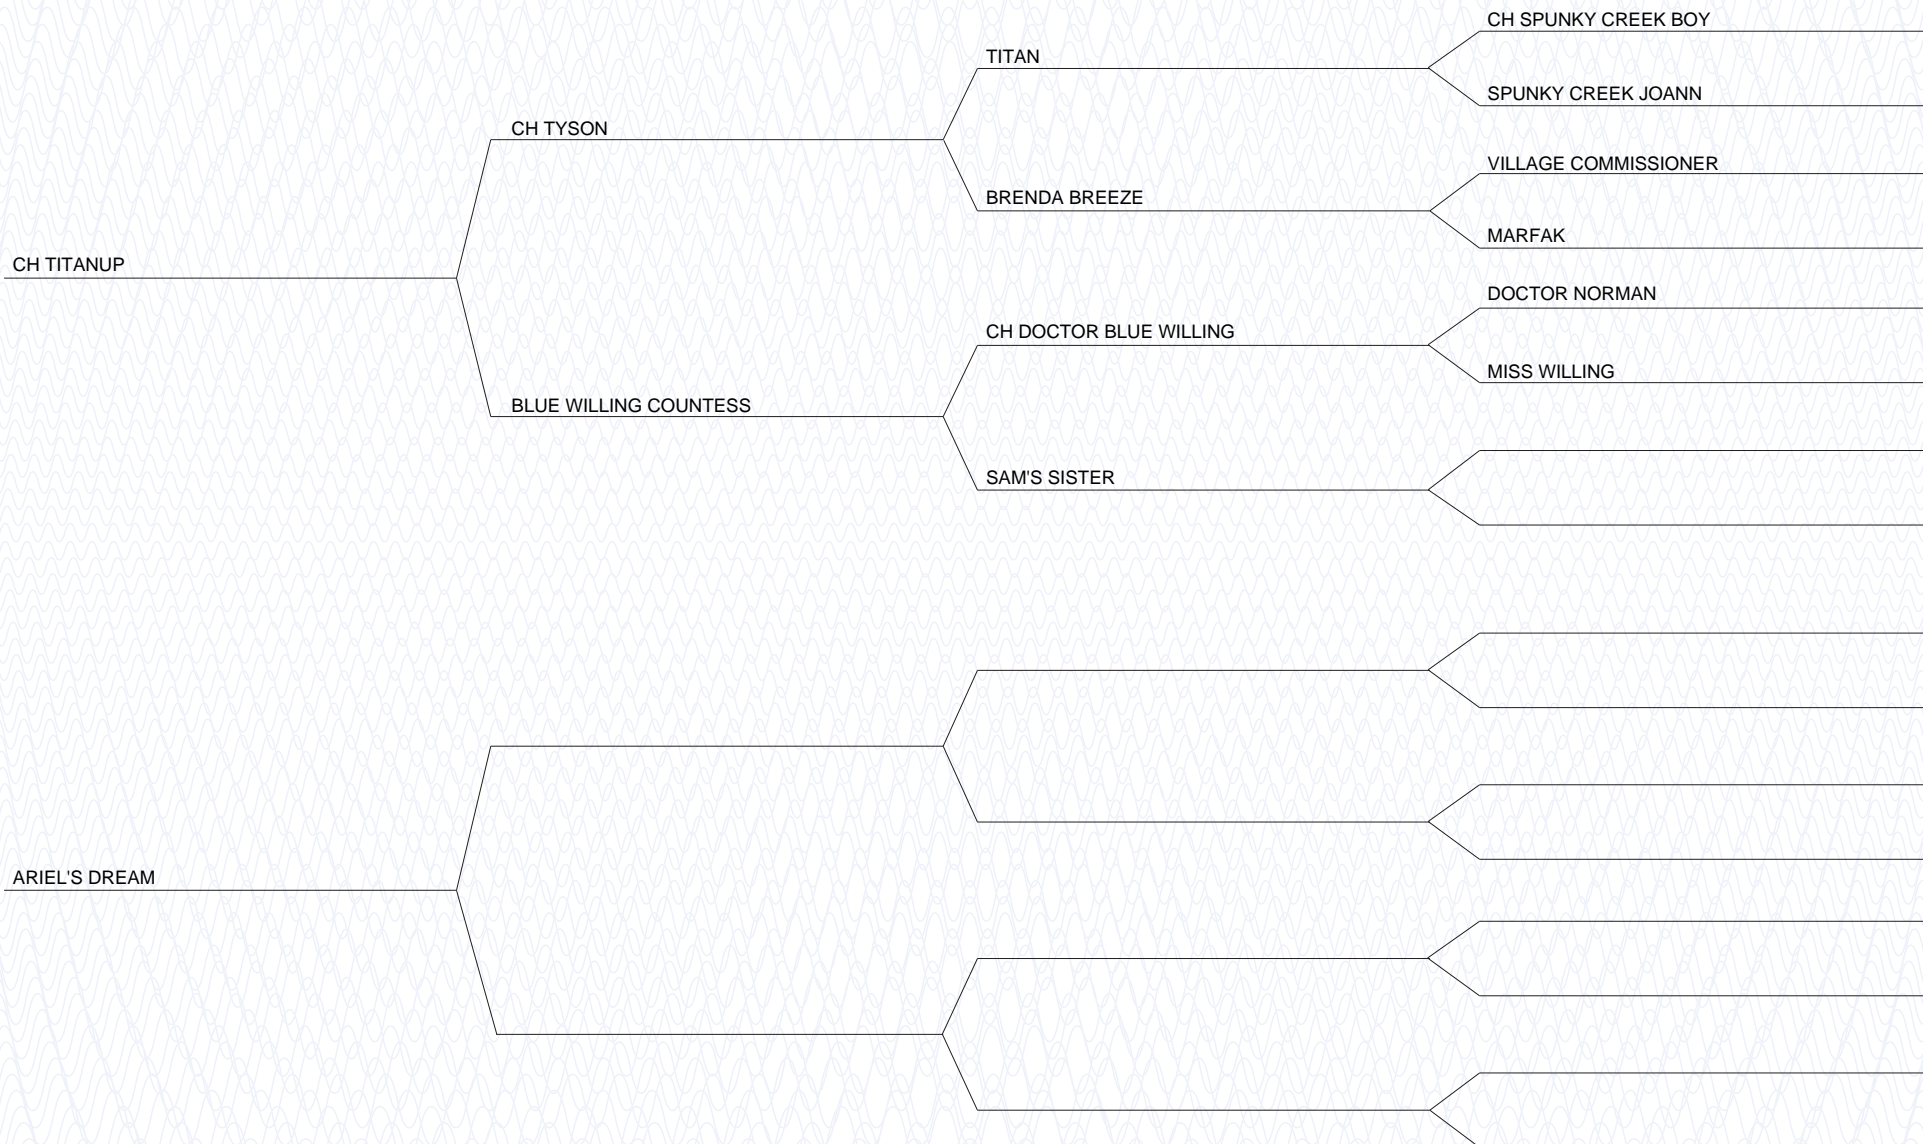 CH SPUNKY CREEK BOY
TITAN
SPUNKY CREEK JOANN
CH TYSON
VILLAGE COMMISSIONER
BRENDA BREEZE
MARFAK
CH TITANUP
DOCTOR NORMAN
CH DOCTOR BLUE WILLING
MISS WILLING
BLUE WILLING COUNTESS
SAM'S SISTER
ARIEL'S DREAM